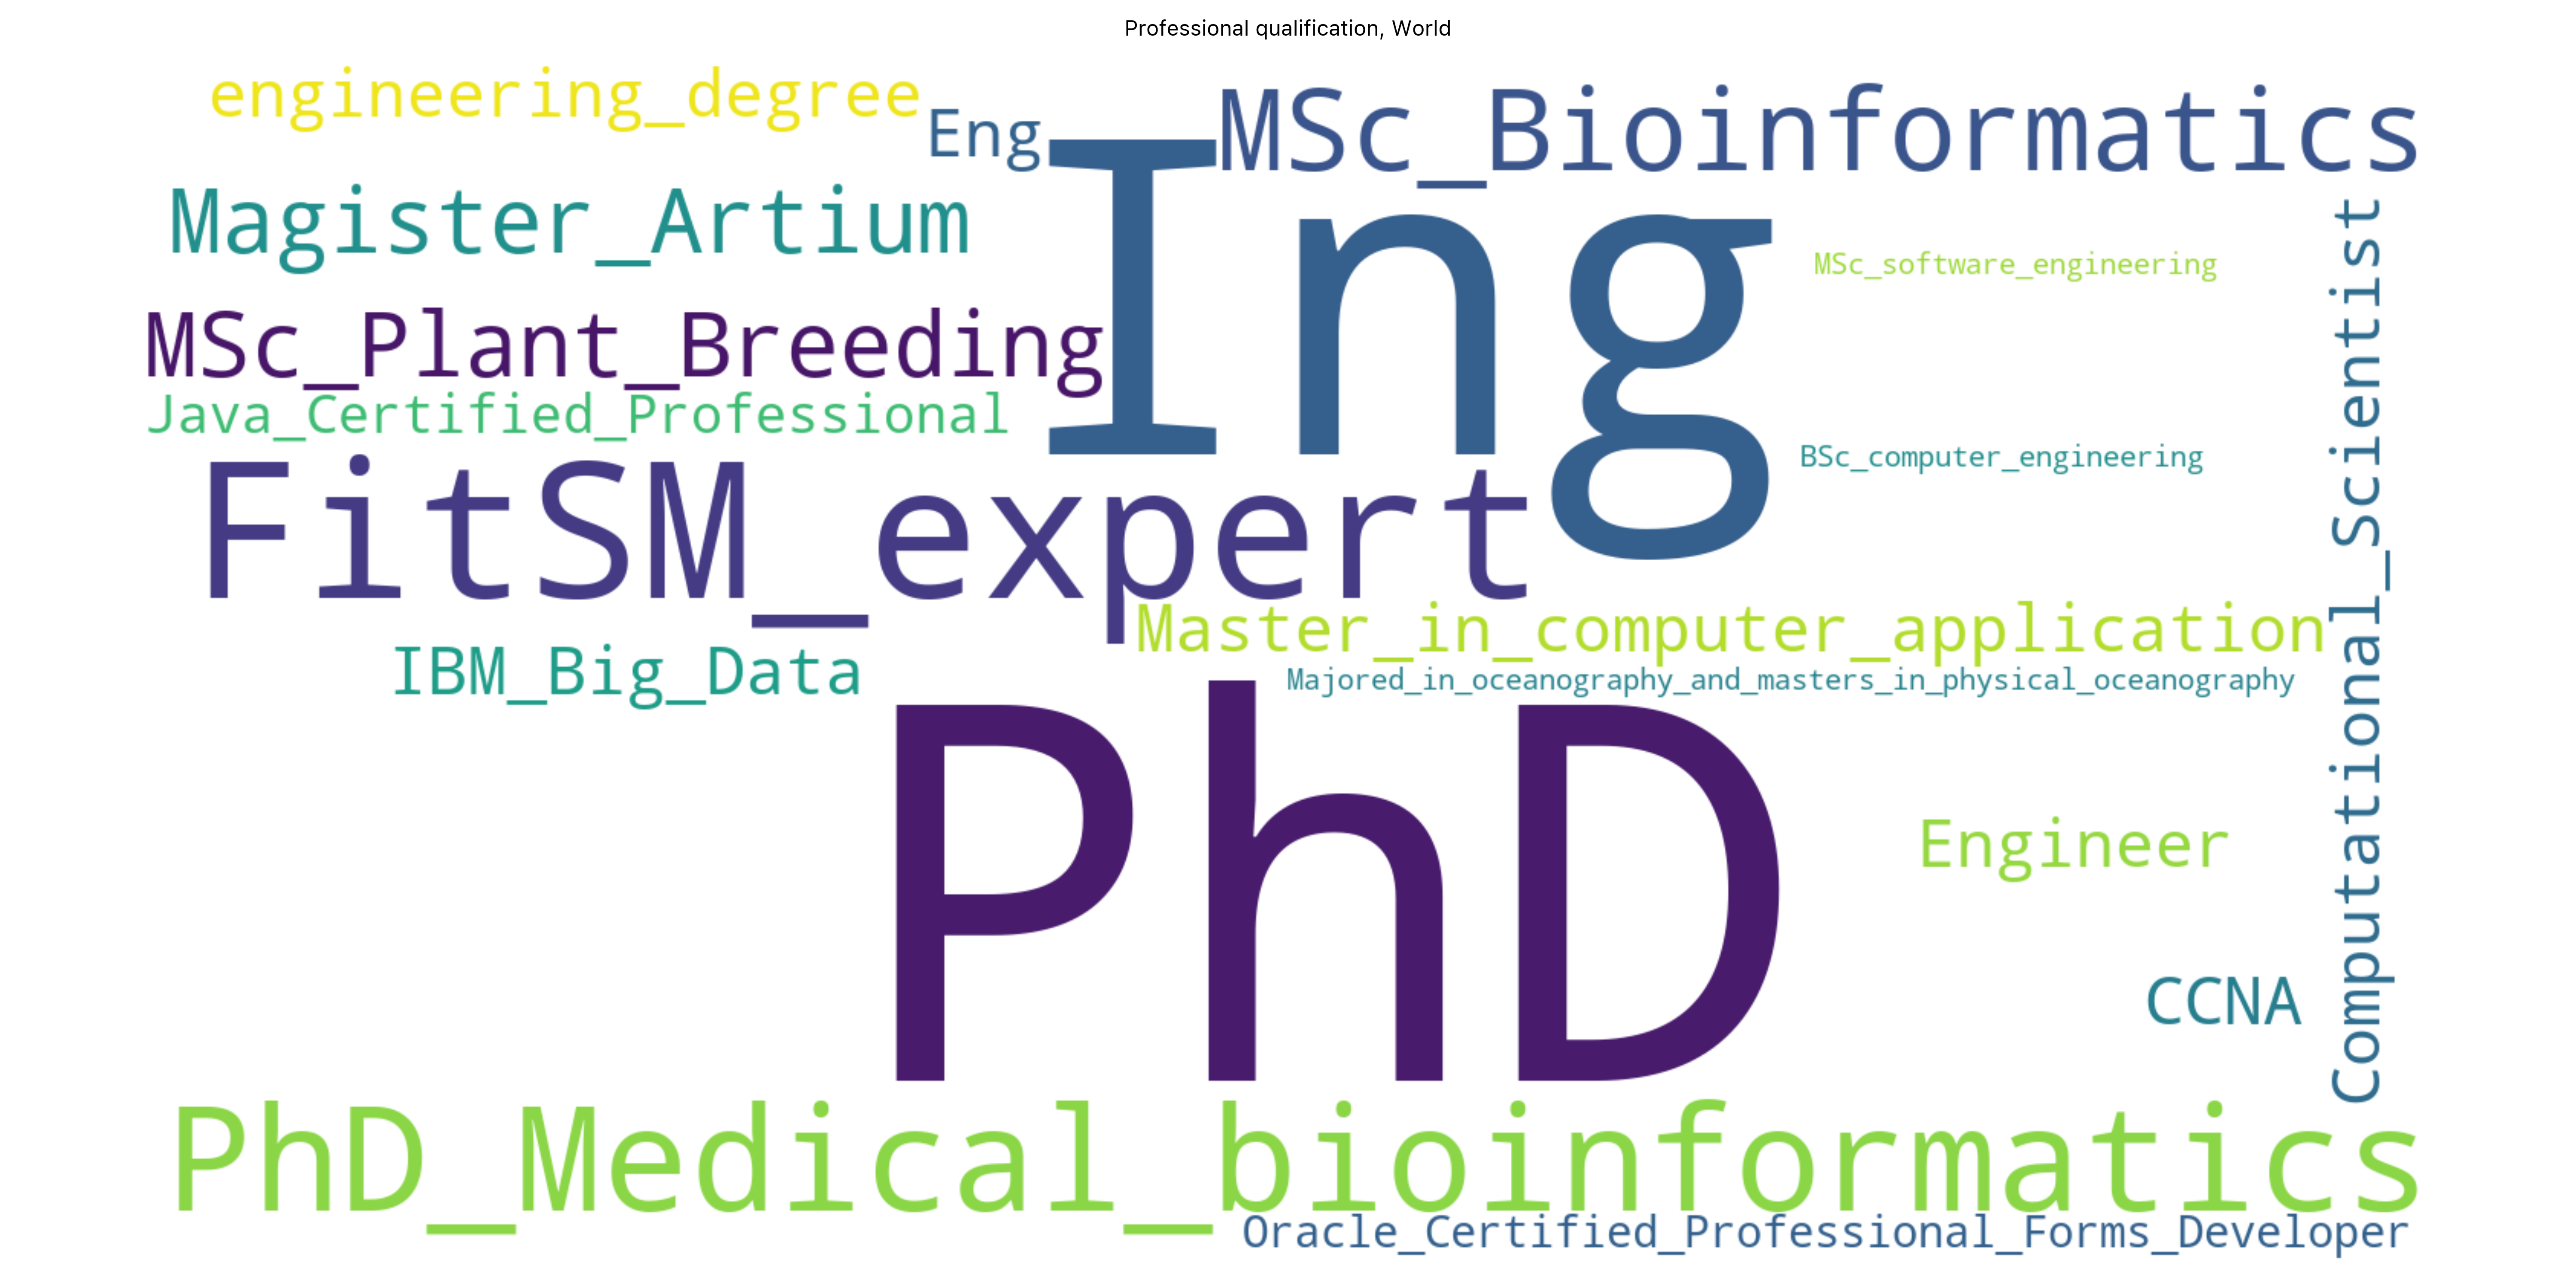 Professional qualification, World
engineering_degree
Eng
MSc_Bioinformatics
Ing
Magister_Artium
MSc_software_engineering
MSc_Plant_Breeding
Java_Certified_Professional
BSc_computer_engineering
Computational_Scientist
FitSM_expert
Master_in_computer_application
IBM_Big_Data
Majored_in_oceanography_and_masters_in_physical_oceanography
PhD
Engineer
CCNA
PhD_Medical_bioinformatics
Oracle_Certified_Professional_Forms_Developer